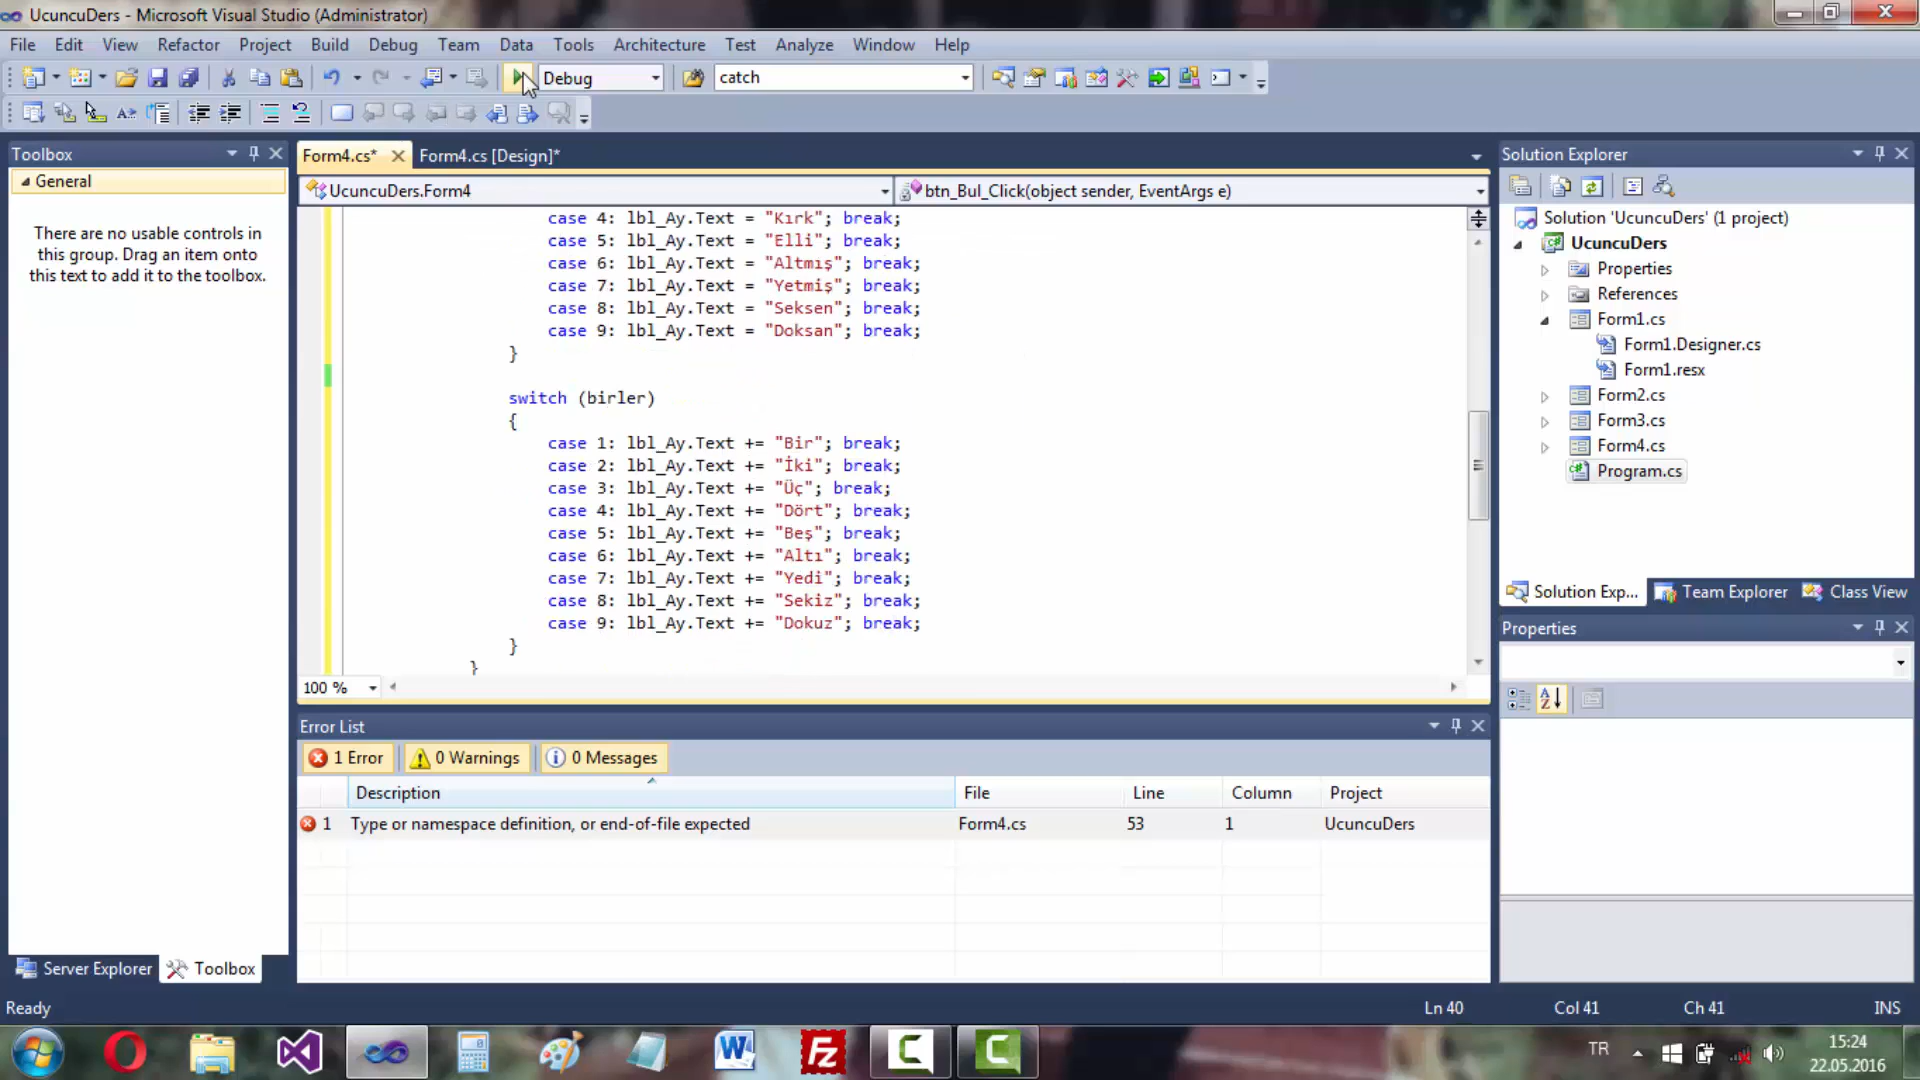 UcuncuDers - Microsoft Visual Studio (Administrator)
File Edit View Refactor Project Build Debug Team Data Tools Architecture Test Analyze Window Help
Debug catch
Toolbox
General
There are no usable controls in
this group. Drag an item onto
this text to add it to the toolbox.
Server Explorer Toolbox
Form4.cs* Form4.cs [Design]*
UcuncuDers.Form4 btn_Bul_Click(object sender, EventArgs e)
case 4: lbl_Ay.Text = "Kırk"; break;
case 5: lbl_Ay.Text = "Elli"; break;
case 6: lbl_Ay.Text = "Altmış"; break;
case 7: lbl_Ay.Text = "Yetmiş"; break;
case 8: lbl_Ay.Text = "Seksen"; break;
case 9: lbl_Ay.Text = "Doksan"; break;
}
switch (birler)
{
case 1: lbl_Ay.Text += "Bir"; break;
case 2: lbl_Ay.Text += "İki"; break;
case 3: lbl_Ay.Text += "Üç"; break;
case 4: lbl_Ay.Text += "Dört"; break;
case 5: lbl_Ay.Text += "Beş"; break;
case 6: lbl_Ay.Text += "Altı"; break;
case 7: lbl_Ay.Text += "Yedi"; break;
case 8: lbl_Ay.Text += "Sekiz"; break;
case 9: lbl_Ay.Text += "Dokuz"; break;
}
}
100 %
Error List
1 Error 0 Warnings 0 Messages
Description File Line Column Project
1 Type or namespace definition, or end-of-file expected Form4.cs 53 1 UcuncuDers
Solution Explorer
Solution 'UcuncuDers' (1 project)
UcuncuDers
Properties
References
Form1.cs
Form1.Designer.cs
Form1.resx
Form2.cs
Form3.cs
Form4.cs
Program.cs
Solution Exp... Team Explorer Class View
Properties
Ready Ln 40 Col 41 Ch 41 INS
TR 15:24
22.05.2016